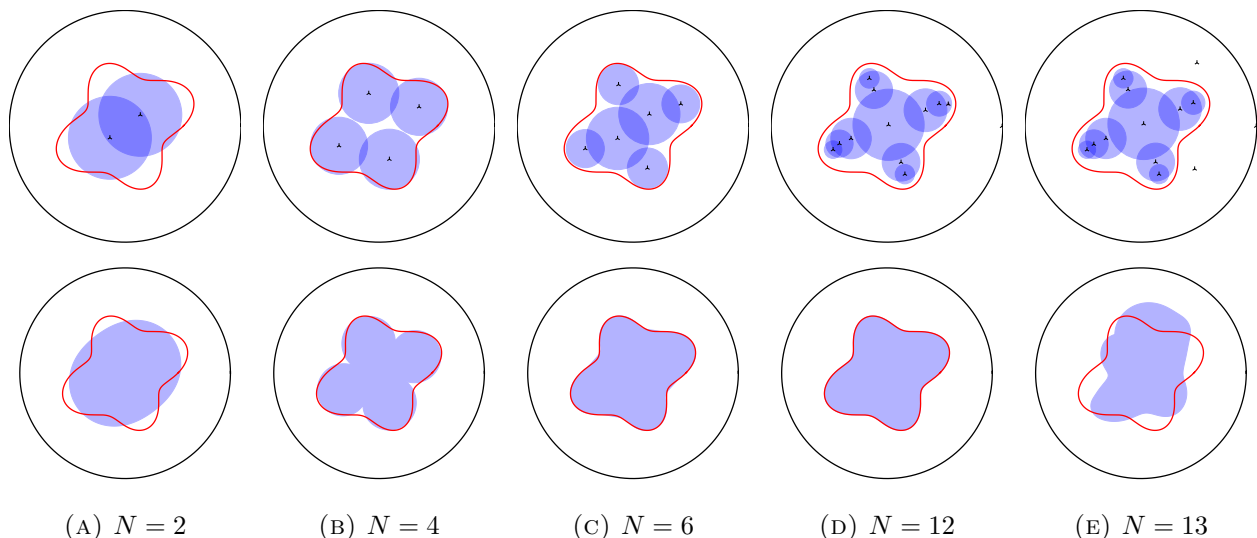 (A) N = 2 (B) N = 4 (C) N = 6 (D) N = 12 (E) N = 13